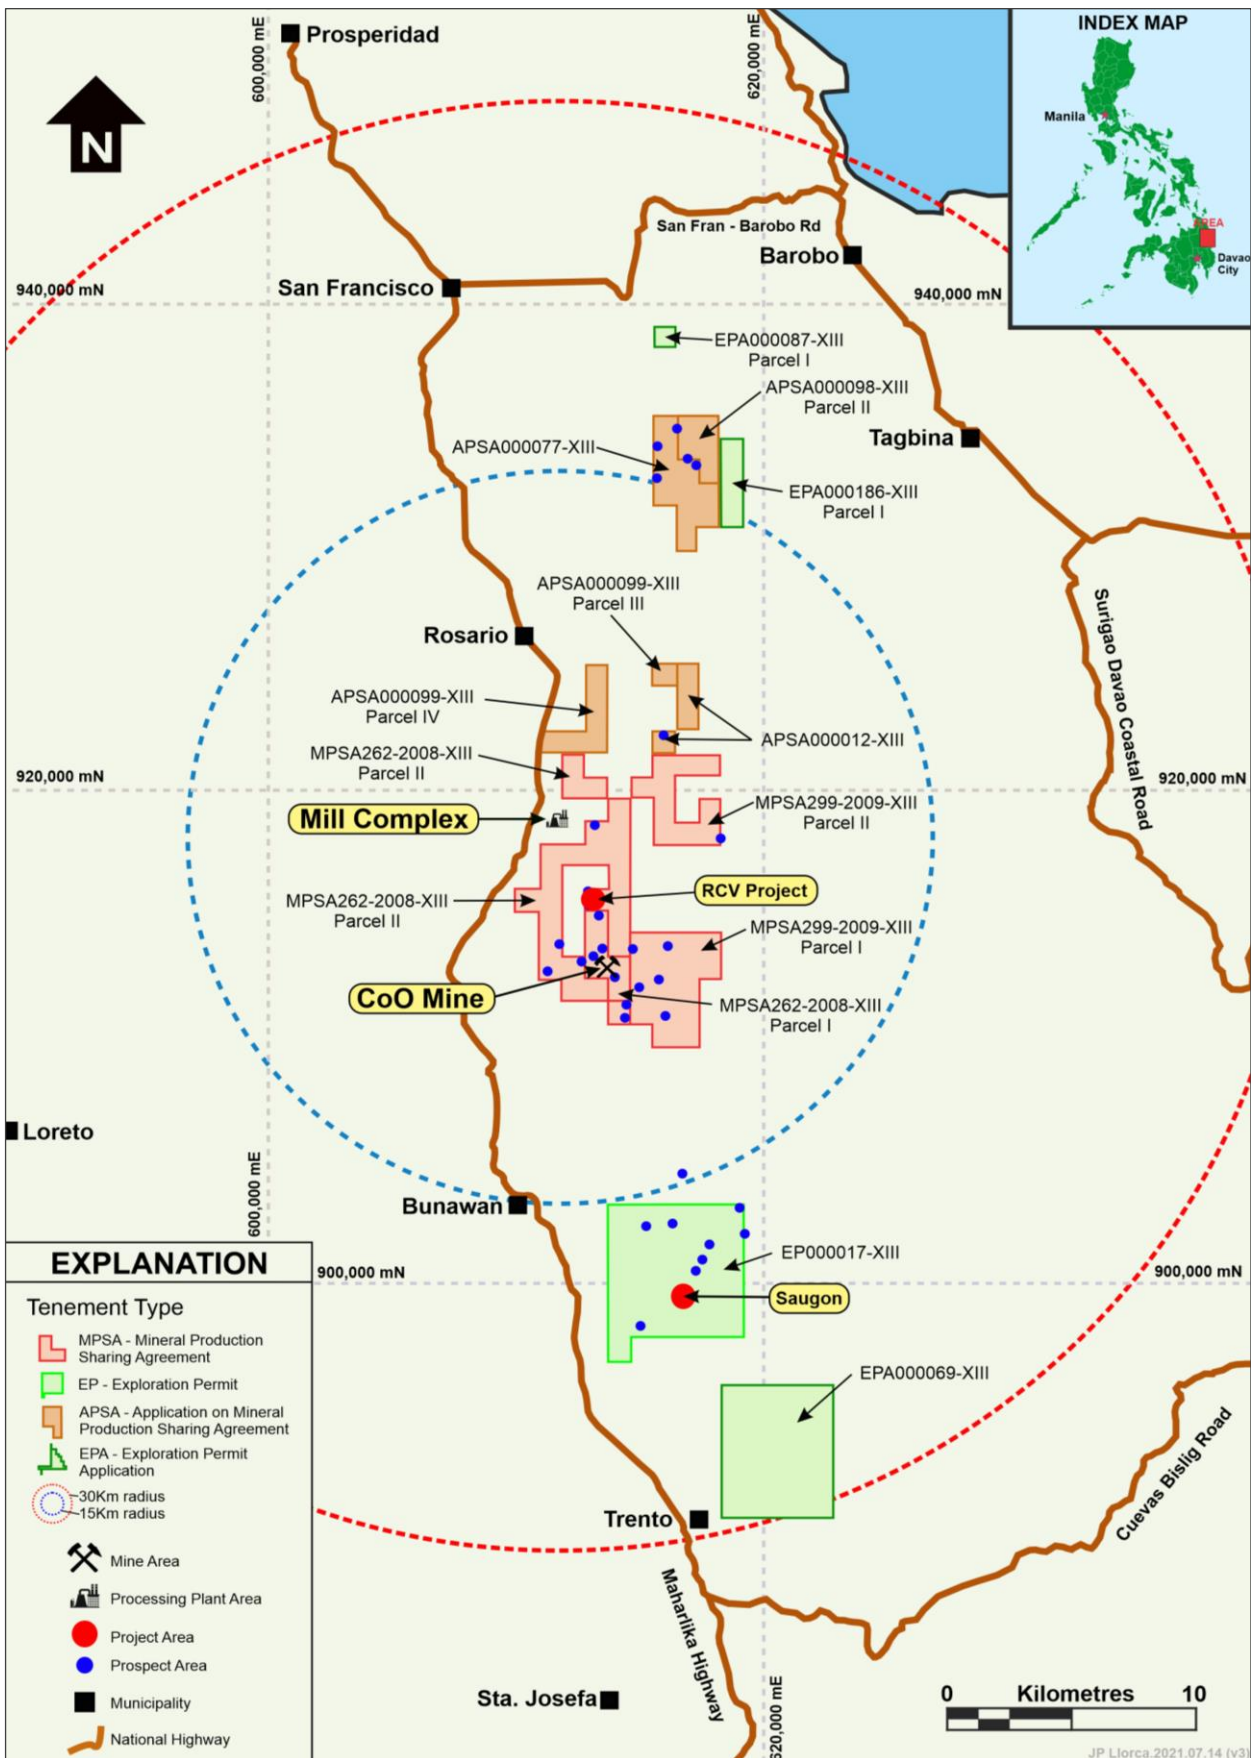 Prosperidad
600,000 mE
620,000 mE
INDEX MAP
Manila
AREA
Davao
City
N
San Fran - Barobo Rd
Barobo
San Francisco
940,000 mN
940,000 mN
EPA000087-XIII
Parcel I
APSA000098-XIII
Parcel II
Tagbina
APSA000077-XIII
EPA000186-XIII
Parcel I
APSA000099-XIII
Parcel III
Surigao Davao Coastal Road
Rosario
APSA000099-XIII
Parcel IV
APSA000012-XIII
MPSA262-2008-XIII
Parcel II
920,000 mN
920,000 mN
MPSA299-2009-XIII
Parcel II
Mill Complex
RCV Project
MPSA262-2008-XIII
Parcel II
MPSA299-2009-XIII
Parcel I
CoO Mine
MPSA262-2008-XIII
Parcel I
Loreto
600,000 mE
Bunawan
EP000017-XIII
900,000 mN
900,000 mN
Saugon
EPA000069-XIII
Cuevas Bislig Road
Trento
Maharlika Highway
Sta. Josefa
620,000 mE
EXPLANATION
Tenement Type
MPSA - Mineral Production
Sharing Agreement
EP - Exploration Permit
APSA - Application on Mineral
Production Sharing Agreement
EPA - Exploration Permit
Application
30Km radius
15Km radius
Mine Area
Processing Plant Area
Project Area
Prospect Area
Municipality
National Highway
0 Kilometres 10
JP Llorca.2021.07.14 (v3)